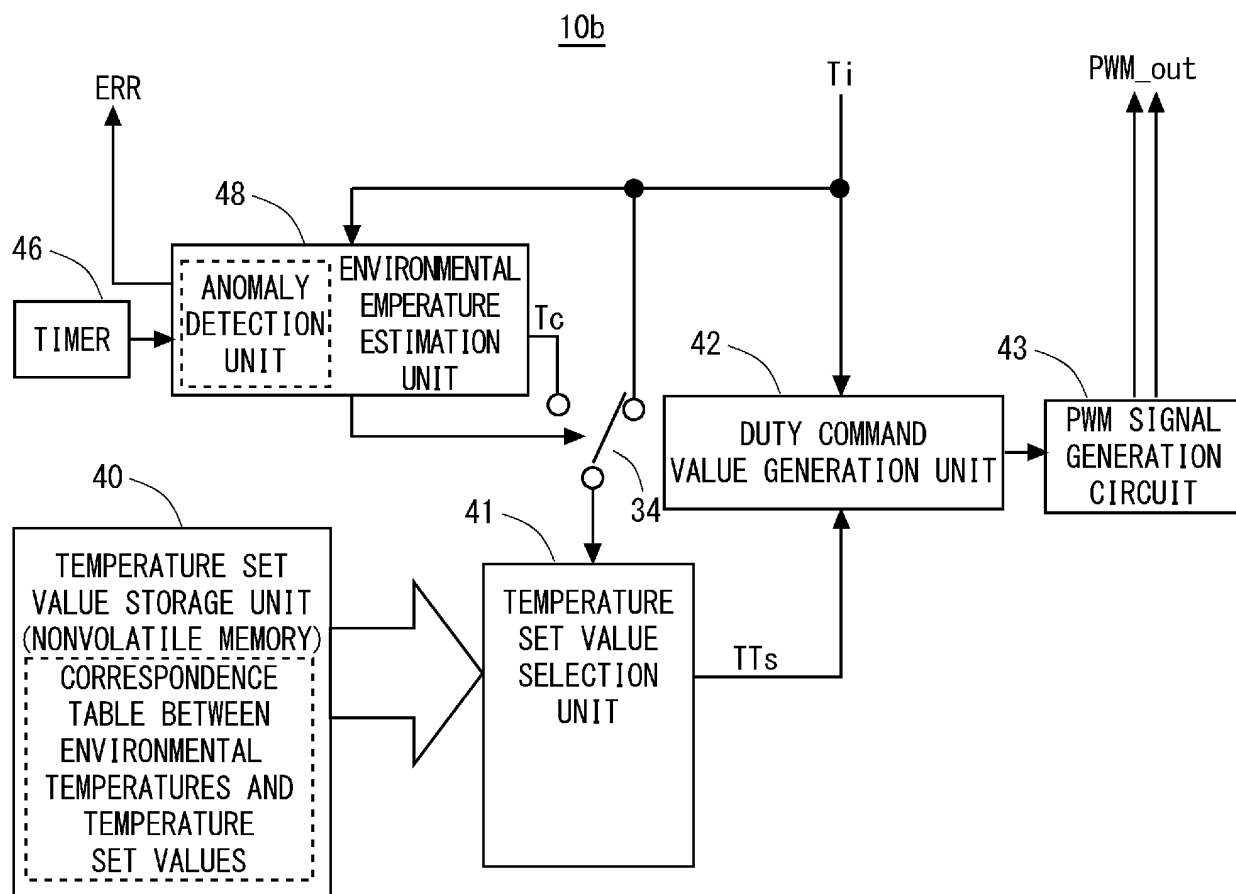 10b
ERR
Ti
PWM_out
48
46
TIMER
ANOMALY
DETECTION
UNIT
ENVIRONMENTAL
EMPERATURE
ESTIMATION
UNIT
Tc
42
43
DUTY COMMAND
VALUE GENERATION UNIT
PWM SIGNAL
GENERATION
CIRCUIT
34
40
41
TEMPERATURE SET
VALUE STORAGE UNIT
(NONVOLATILE MEMORY)
CORRESPONDENCE
TABLE BETWEEN
ENVIRONMENTAL
TEMPERATURES AND
TEMPERATURE
SET VALUES
TEMPERATURE
SET VALUE
SELECTION
UNIT
TTs